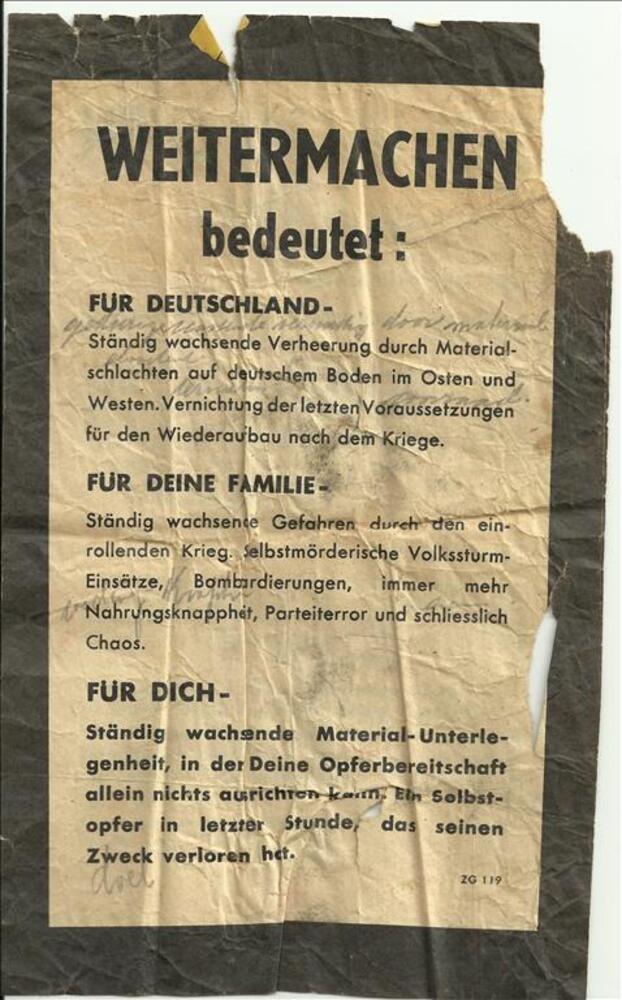 WEITERMACHEN
bedeutet:
FÜR DEUTSCHLAND-
door
Ständig wachsende Verheerung durch Material-
schlachten auf deutschem Boden im Osten und
Westen. Vernichtung der letzten Voraussetzungen
für den Wiederaufbau nach dem Kriege.
FÜR DEINE FAMILIE-
Ständig wachsende Gefahren durch den ein-
rollenden Krieg. Selbstmörderische Volkssturm-
Einsätze, Bombardierungen, immer mehr
Nahrungsknapphet, Parteiterror und schliesslich
Chaos.
FÜR DICH-
Ständig wachsende Material-Unterle-
genheit, in der Deine Opferbereitschaft
allein nichts ausrichten kann. Ein Selbst-
opfer in letzter Stunde, das seinen
Zweck verloren hat.
doel
ZG 119